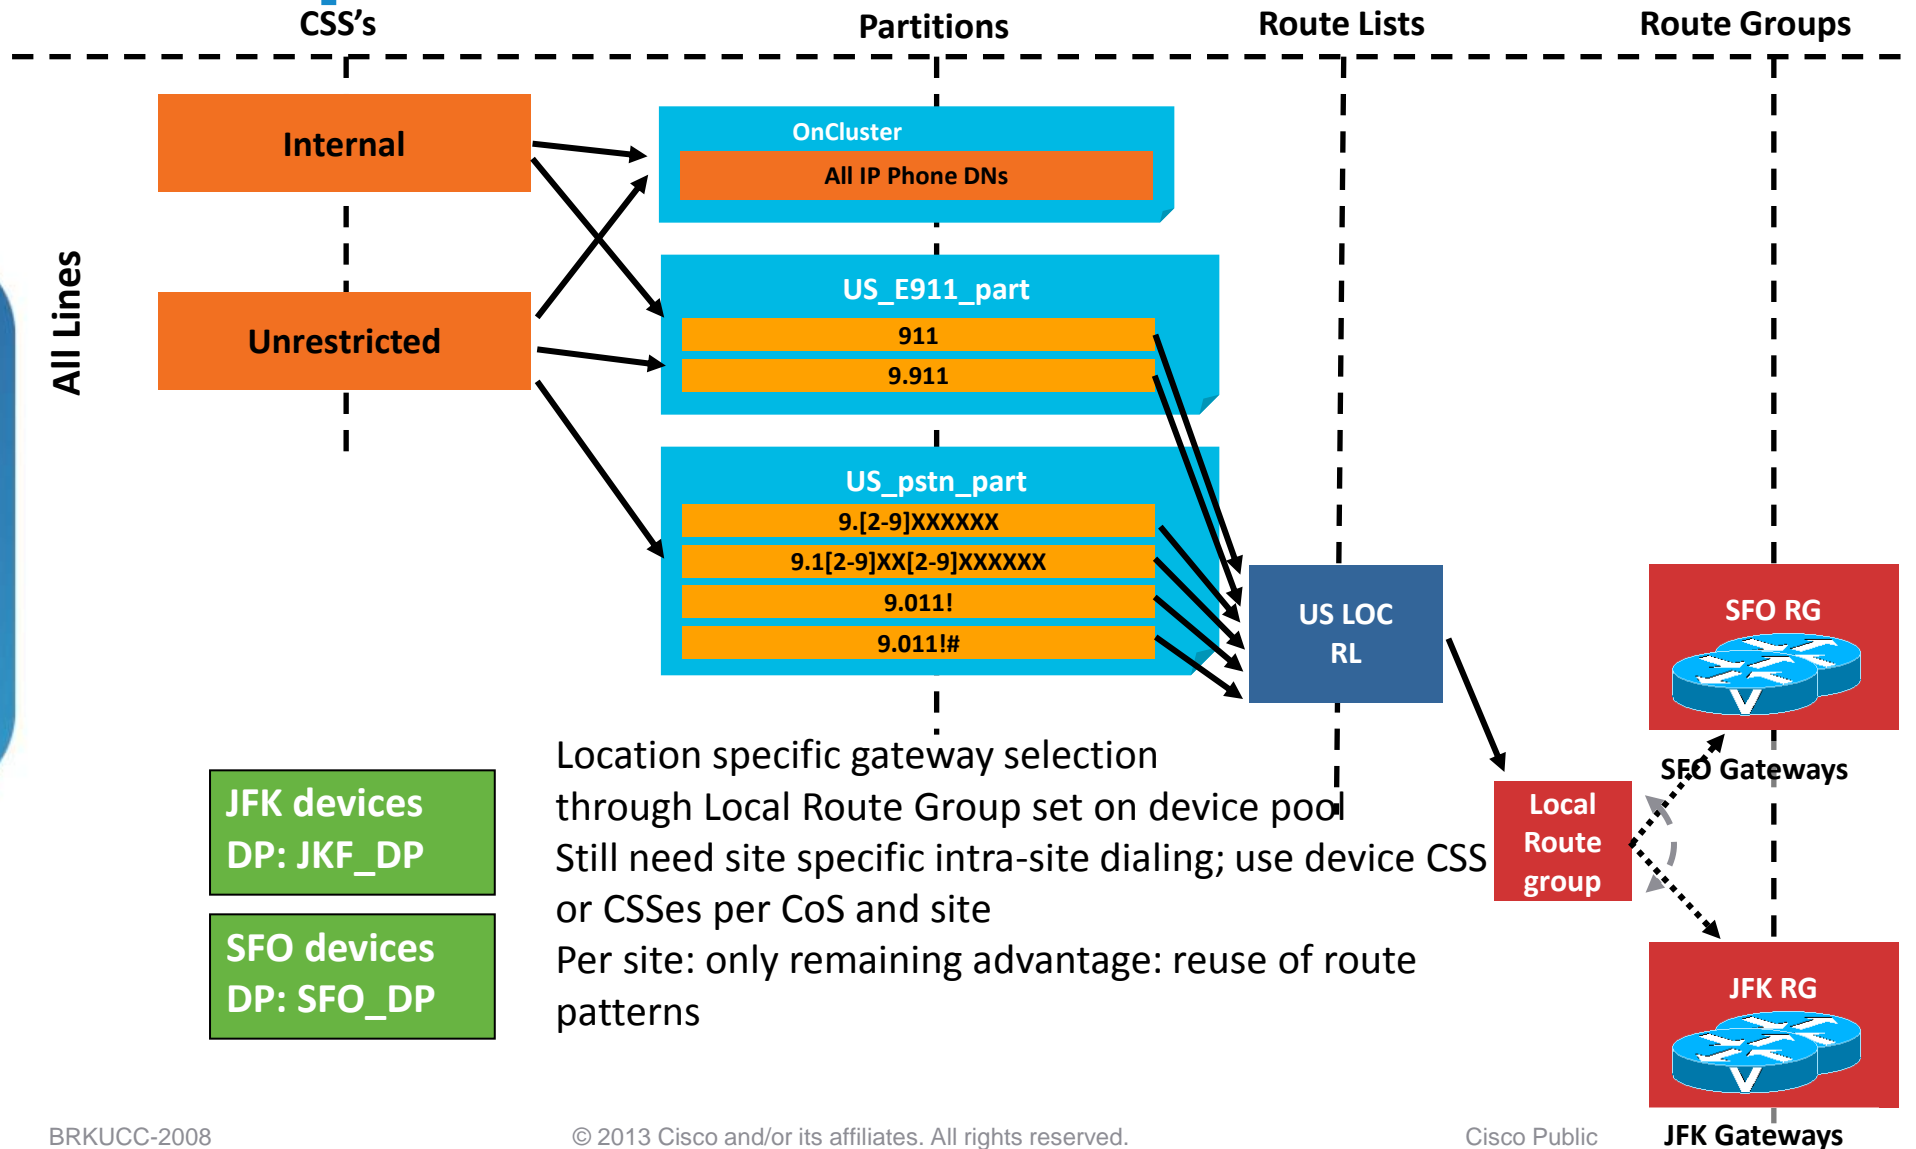 CSS's
Partitions
Route Lists
Route Groups
All Lines
Internal
Unrestricted
OnCluster
All IP Phone DNs
US_E911_part
911
9.911
US_pstn_part
9.[2-9]XXXXXX
9.1[2-9]XX[2-9]XXXXXX
9.011!
9.011!#
US LOC
RL
Local
Route
group
SFO RG
V
SFO Gateways
JFK RG
V
JFK Gateways
JFK devices
DP: JKF_DP
SFO devices
DP: SFO_DP
Location specific gateway selection
through Local Route Group set on device pool
Still need site specific intra-site dialing; use device CSS
or CSSes per CoS and site
Per site: only remaining advantage: reuse of route
patterns
BRKUCC-2008
© 2013 Cisco and/or its affiliates. All rights reserved.
Cisco Public